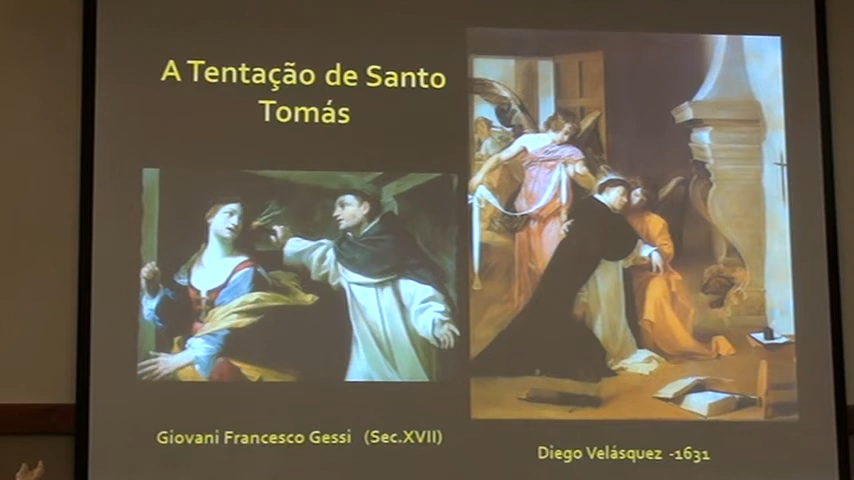 A Tentação de Santo
Tomás
Giovani Francesco Gessi (Sec.XVII)
Diego Velásquez -1631